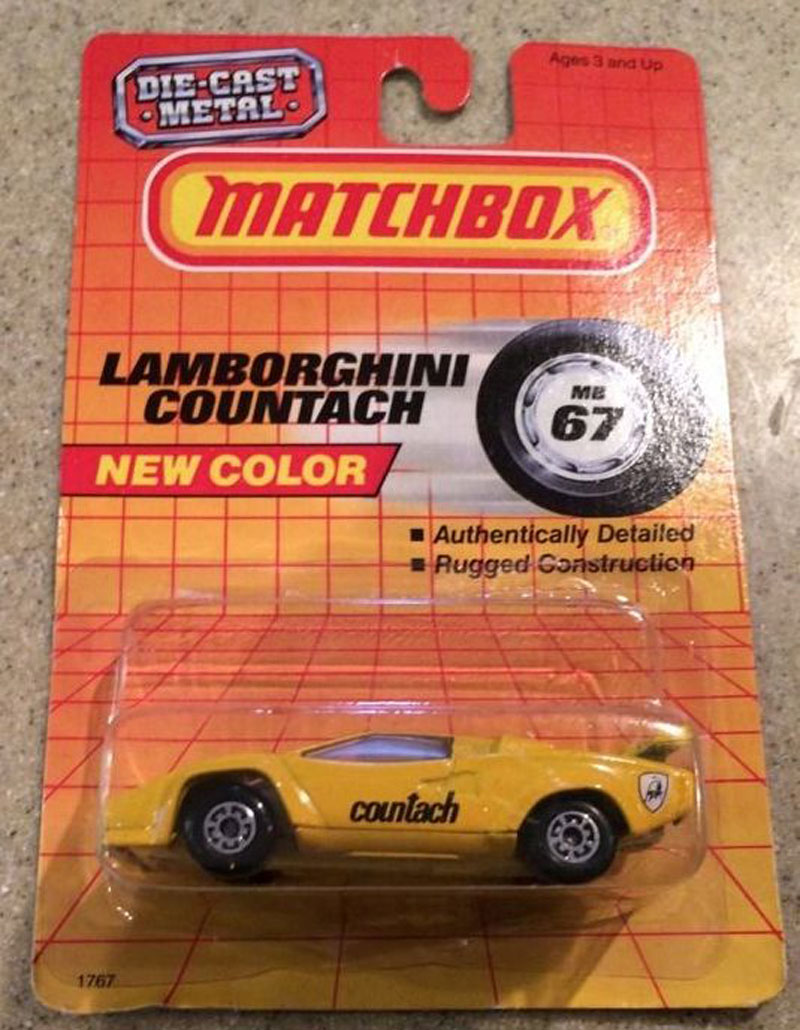 DIE-CAST
• METAL •
Ages 3 and Up
MATCHBOX
LAMBORGHINI
COUNTACH
MB
67
NEW COLOR
■ Authentically Detailed
■ Rugged Construction
countach
1767